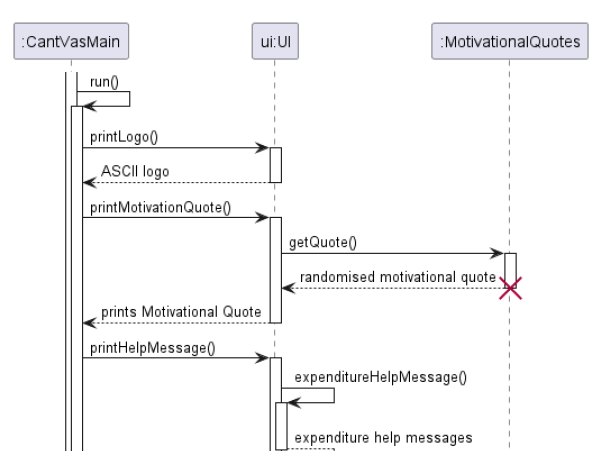 :CantVasMain
ui:UI
:MotivationalQuotes
run()
printLogo()
ASCII logo
printMotivationQuote()
getQuote()
randomised motivational quote
prints Motivational Quote
printHelpMessage()
expenditureHelpMessage()
expenditure help messages